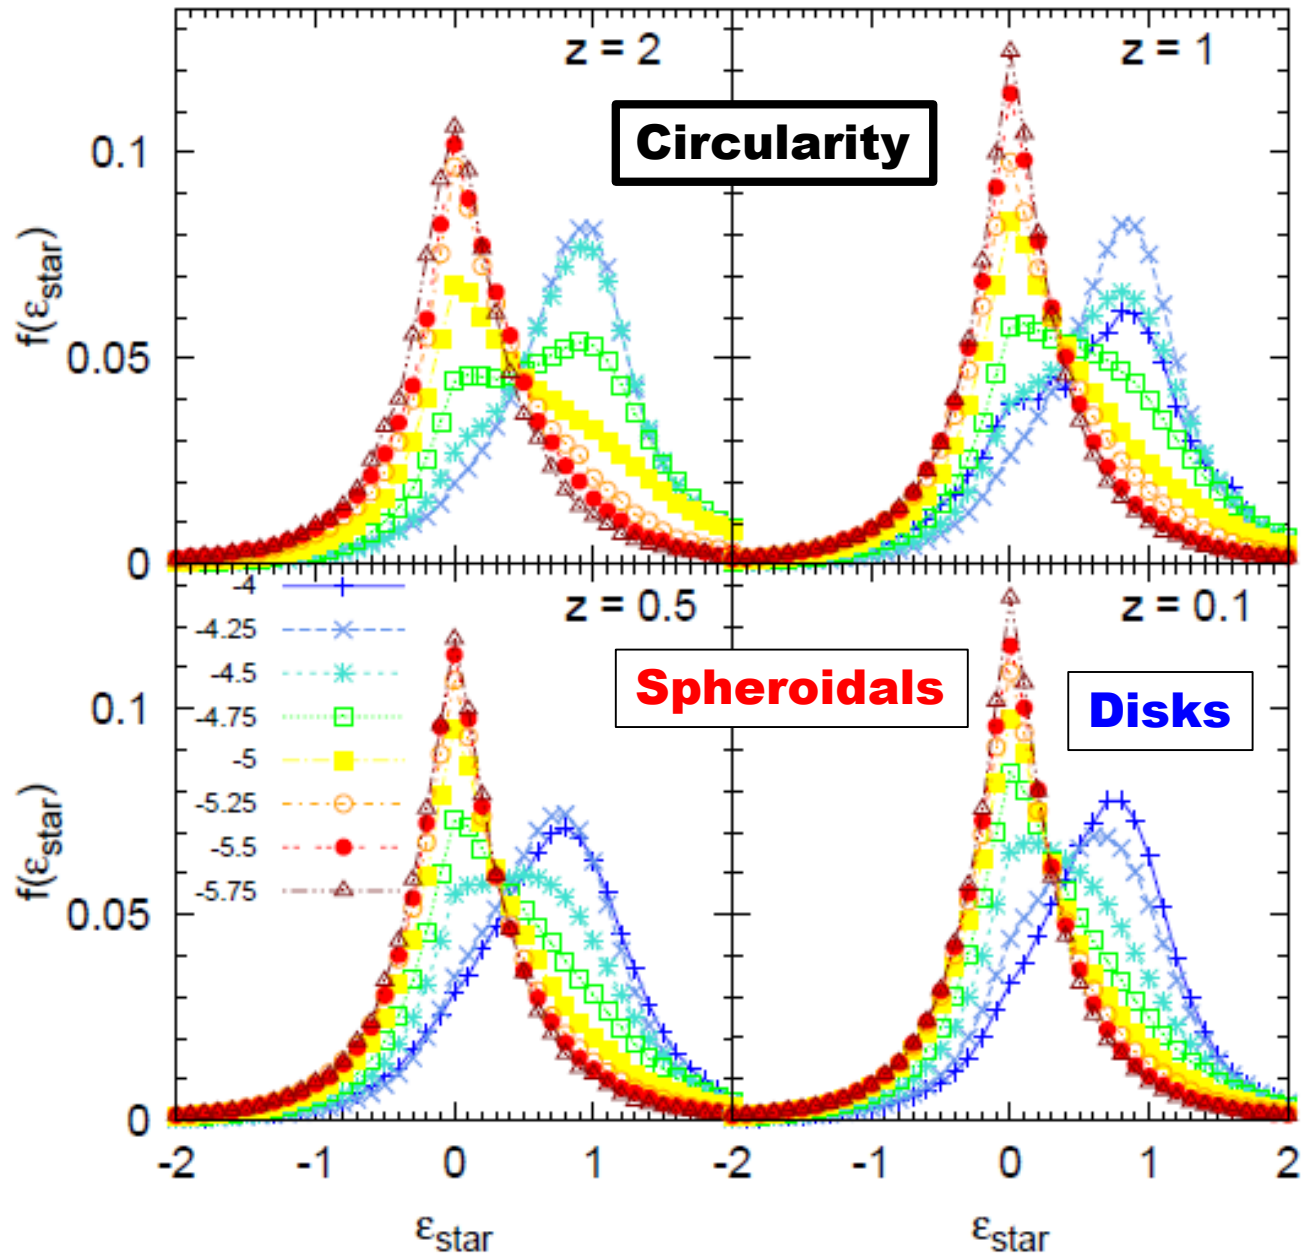 z = 2
z = 1
Circularity
0.1
0.05
0
f(εstar)
z = 0.5
z = 0.1
-4
-4.25
-4.5
-4.75
-5
-5.25
-5.5
-5.75
Spheroidals
Disks
0.1
0.05
0
f(εstar)
-2 -1 0 1 -2 -1 0 1 2
εstar εstar